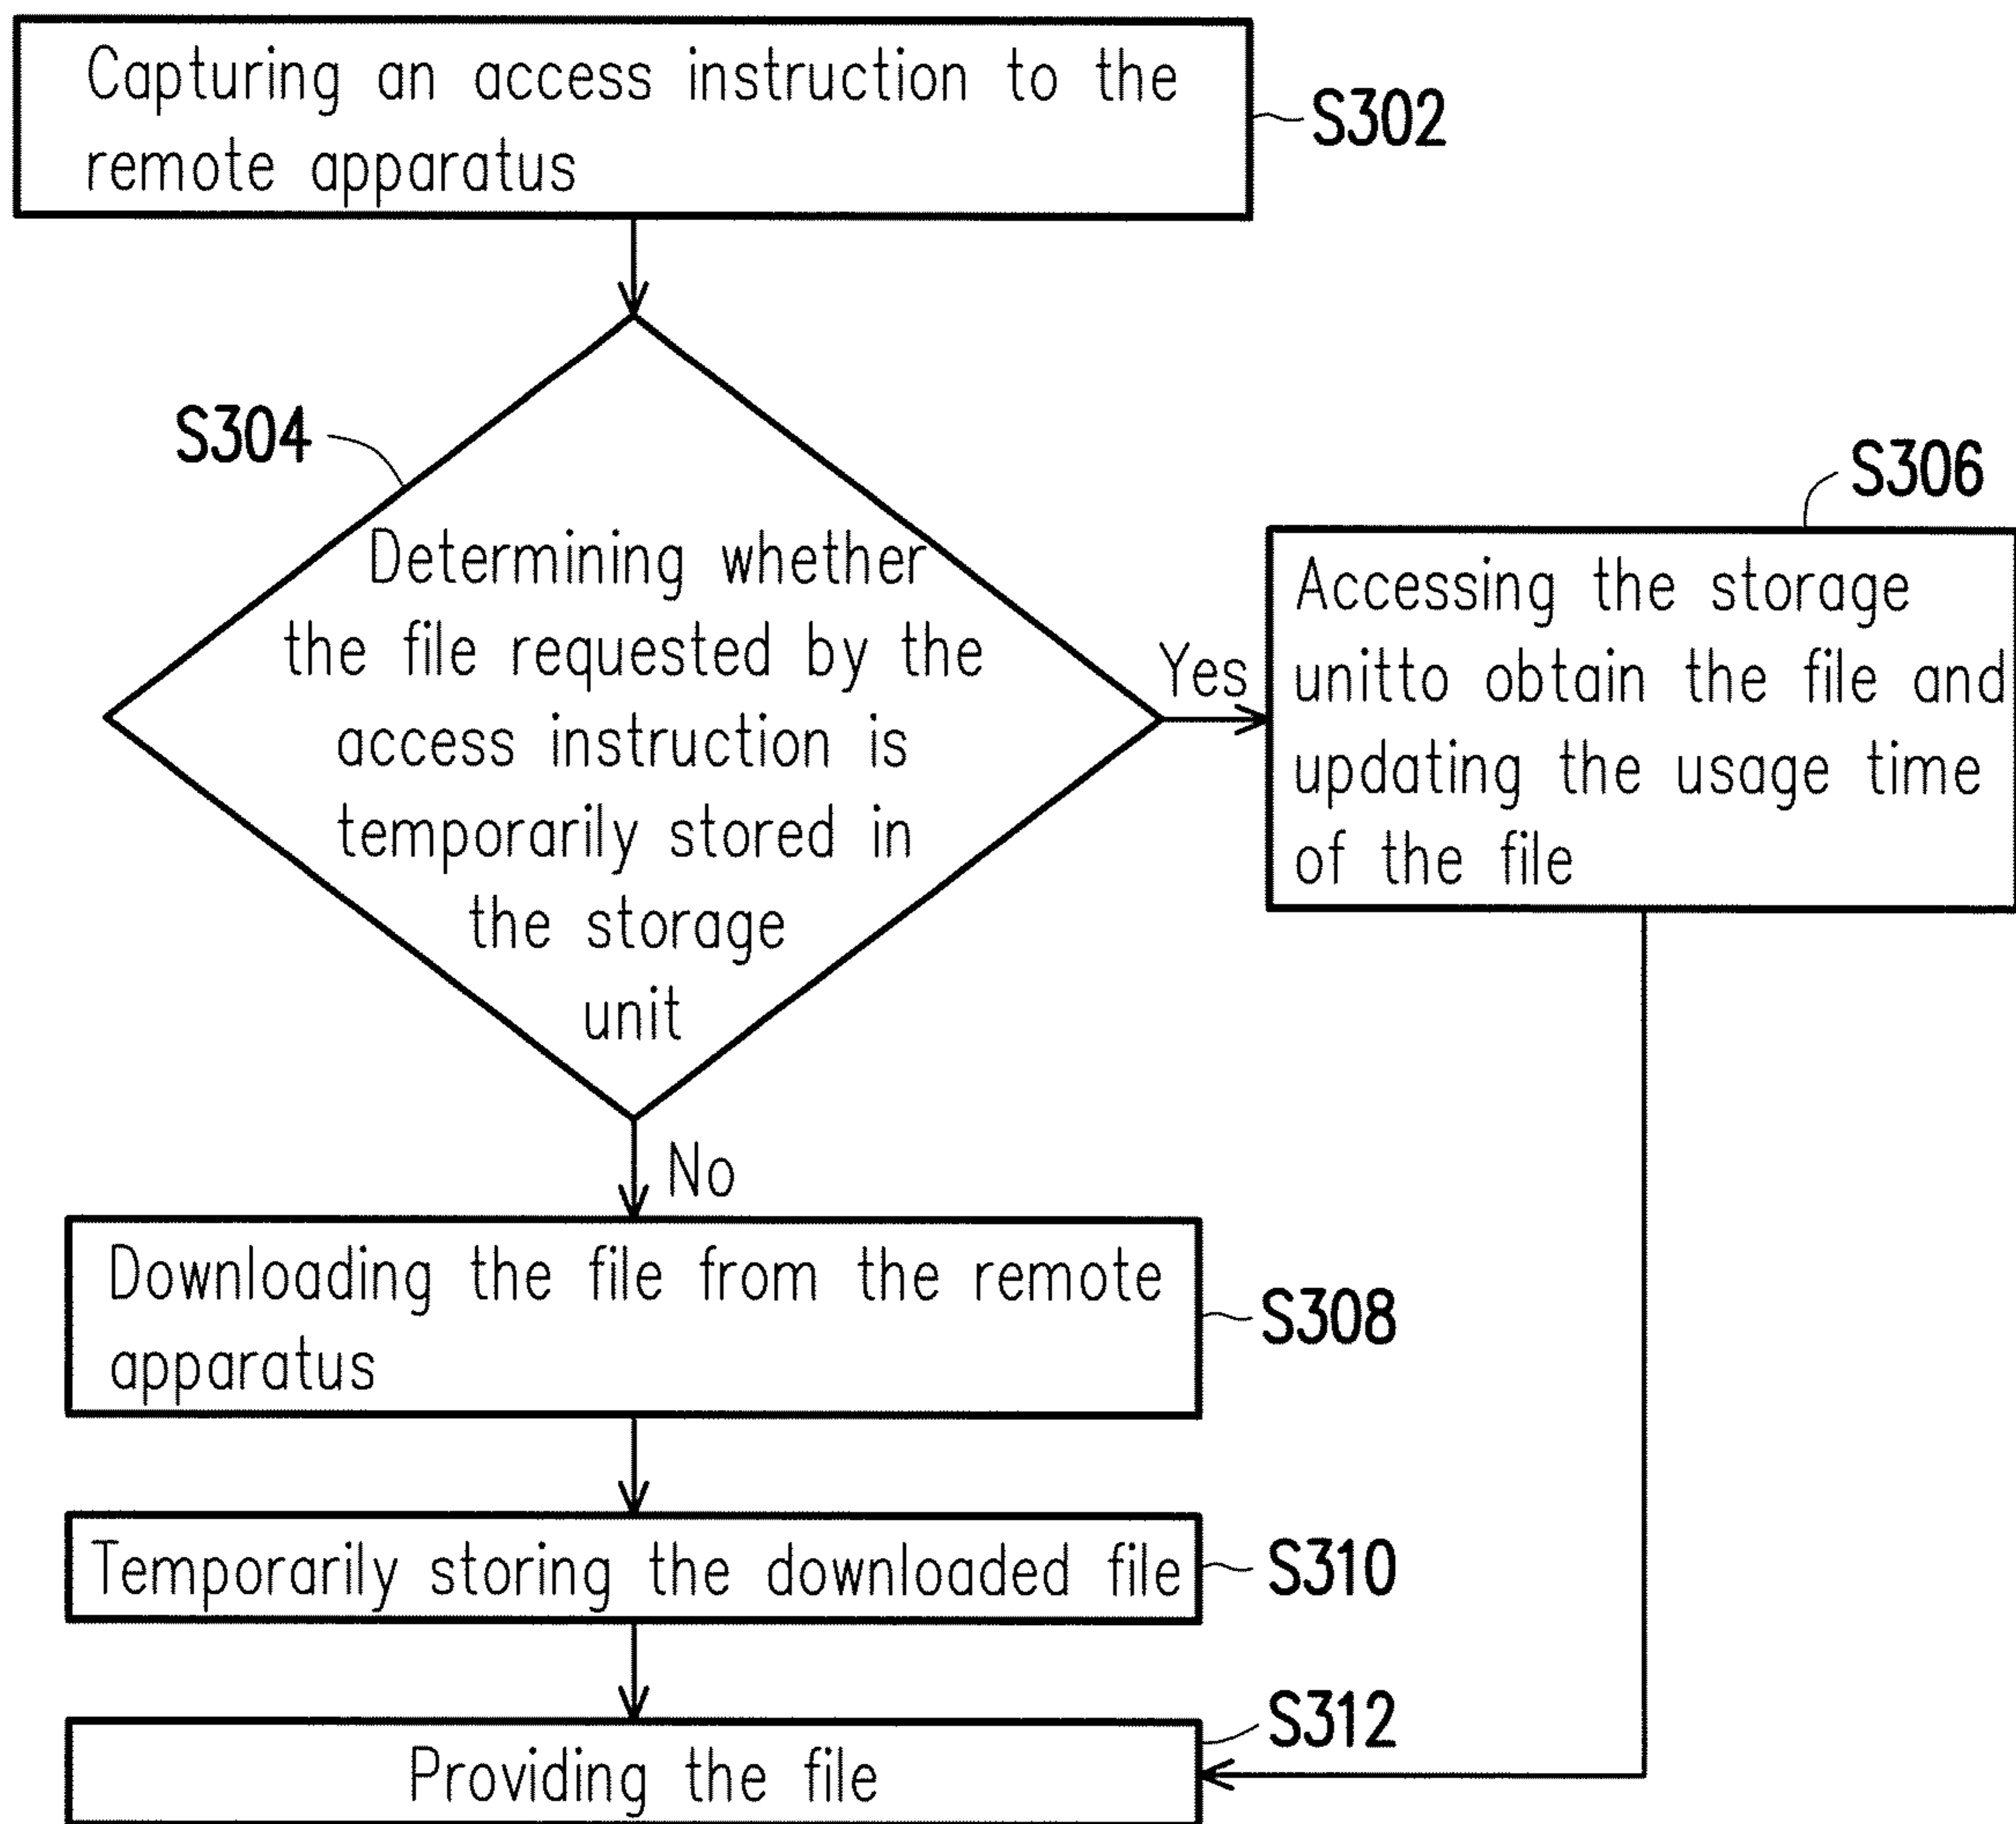 Capturing an access instruction to the
remote apparatus
S302
S304
Determining whether
the file requested by the
access instruction is
temporarily stored in
the storage
unit
Yes
S306
Accessing the storage
unitto obtain the file and
updating the usage time
of the file
No
Downloading the file from the remote
apparatus
S308
Temporarily storing the downloaded file
S310
Providing the file
S312